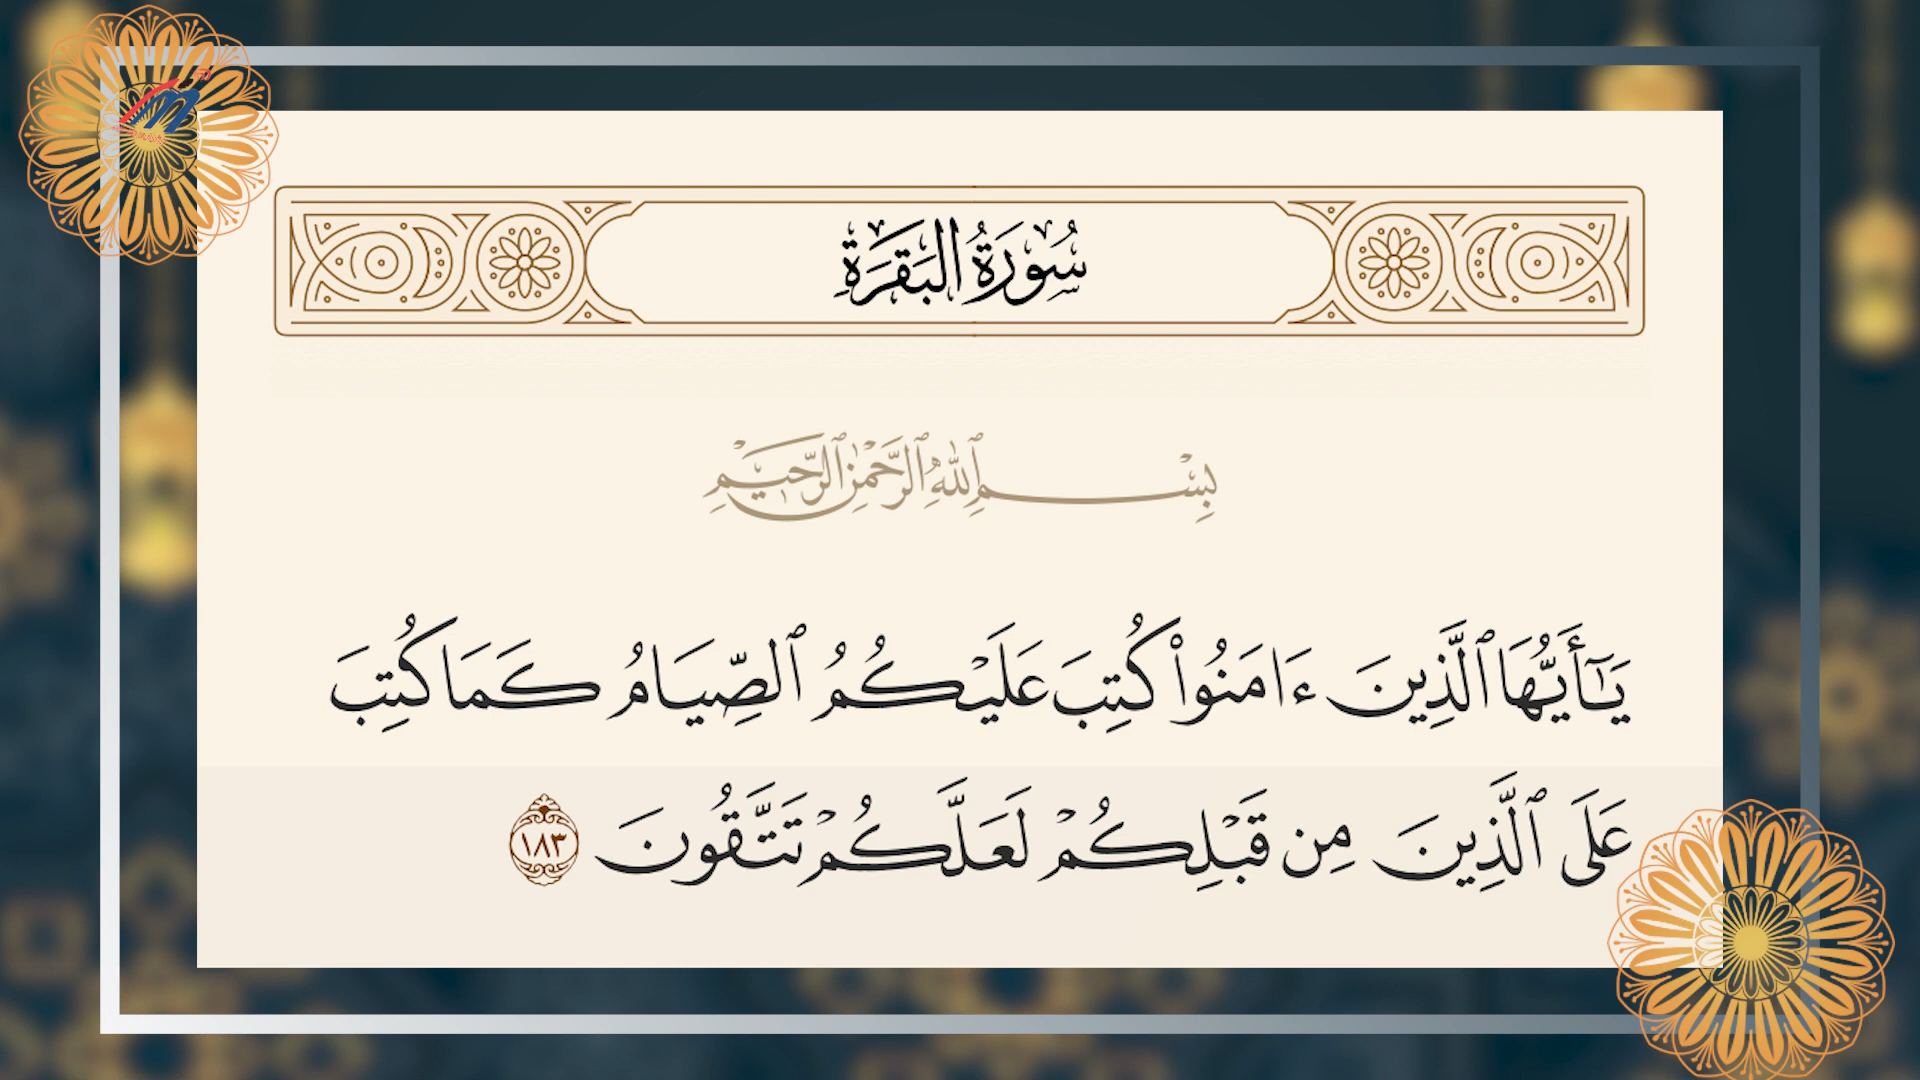 سُورَةُ البَقَرَةِ
بِسْمِ ٱللَّهِ ٱلرَّحْمَٰنِ ٱلرَّحِيمِ
يَٰٓأَيُّهَا ٱلَّذِينَ ءَامَنُوا۟ كُتِبَ عَلَيْكُمُ ٱلصِّيَامُ كَمَا كُتِبَ
عَلَى ٱلَّذِينَ مِن قَبْلِكُمْ لَعَلَّكُمْ تَتَّقُونَ ١٨٣